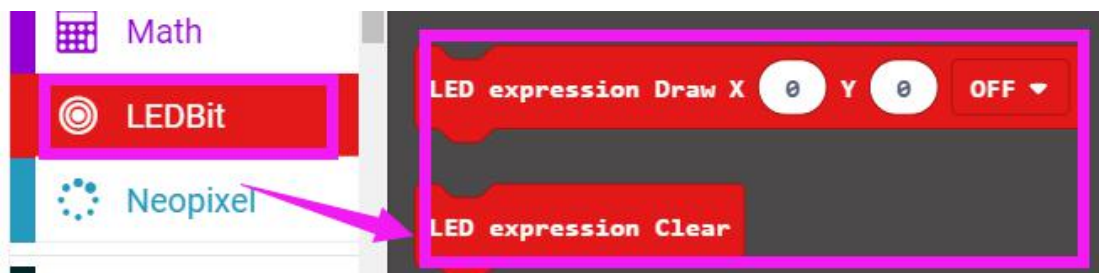 Math
LEDBit
Neopixel
LED expression Draw X 0 Y 0 OFF
LED expression Clear